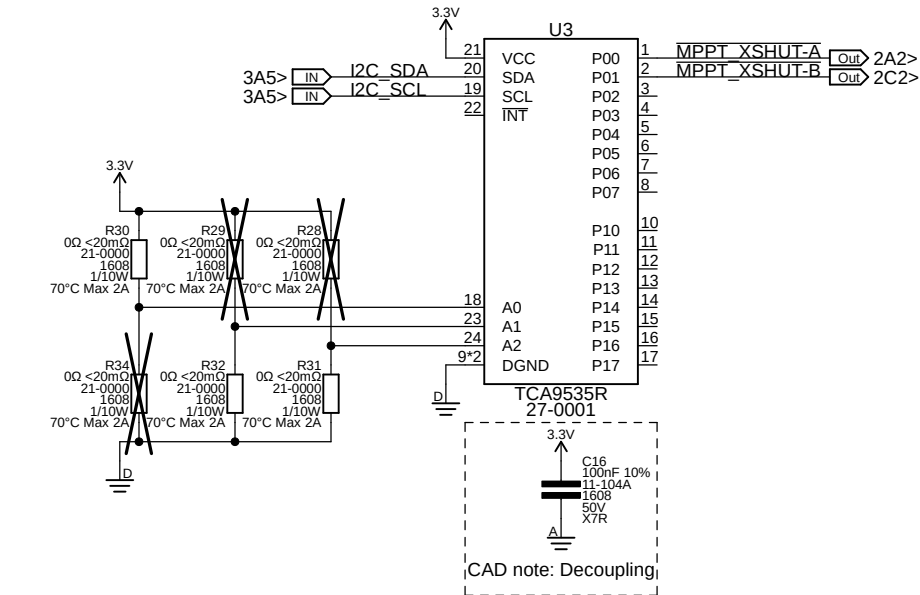 3.3V
U3
21 VCC P00 1 MPPT_XSHUT-A Out 2A2>
3A5> IN I2C_SDA 20 SDA P01 2 MPPT_XSHUT-B Out 2C2>
3A5> IN I2C_SCL 19 SCL P02 3
22 INT P03 4
P04 5
P05 6
P06 7
P07 8
3.3V
P10 10
P11 11
P12 12
P13 13
R30
0Ω <20mΩ
21-0000
1608
1/10W
70°C Max 2A
R29
0Ω <20mΩ
21-0000
1608
1/10W
70°C Max 2A
R28
0Ω <20mΩ
21-0000
1608
1/10W
70°C Max 2A
18 A0 P14 14
23 A1 P15 15
24 A2 P16 16
9*2 DGND P17 17
D
R34
0Ω <20mΩ
21-0000
1608
1/10W
70°C Max 2A
R32
0Ω <20mΩ
21-0000
1608
1/10W
70°C Max 2A
R31
0Ω <20mΩ
21-0000
1608
1/10W
70°C Max 2A
D
TCA9535R
27-0001
3.3V
C16
100nF 10%
11-104A
1608
50V
X7R
A
CAD note: Decoupling